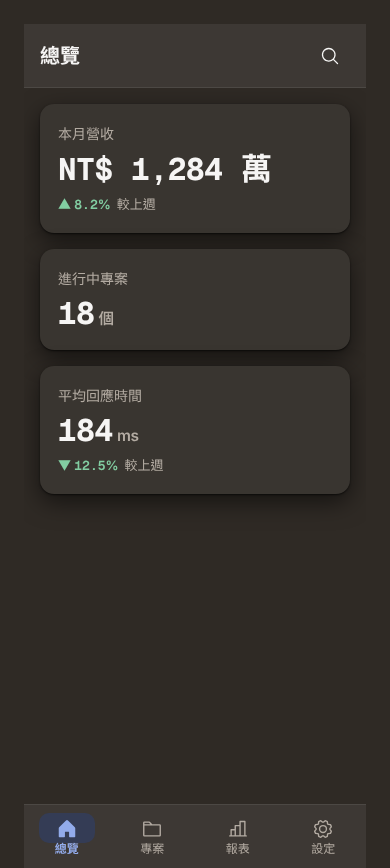 總覽
本月營收
NT$ 1,284 萬
▲ 8.2% 較上週
進行中專案
18 個
平均回應時間
184 ms
▼ 12.5% 較上週
總覽 專案 報表 設定